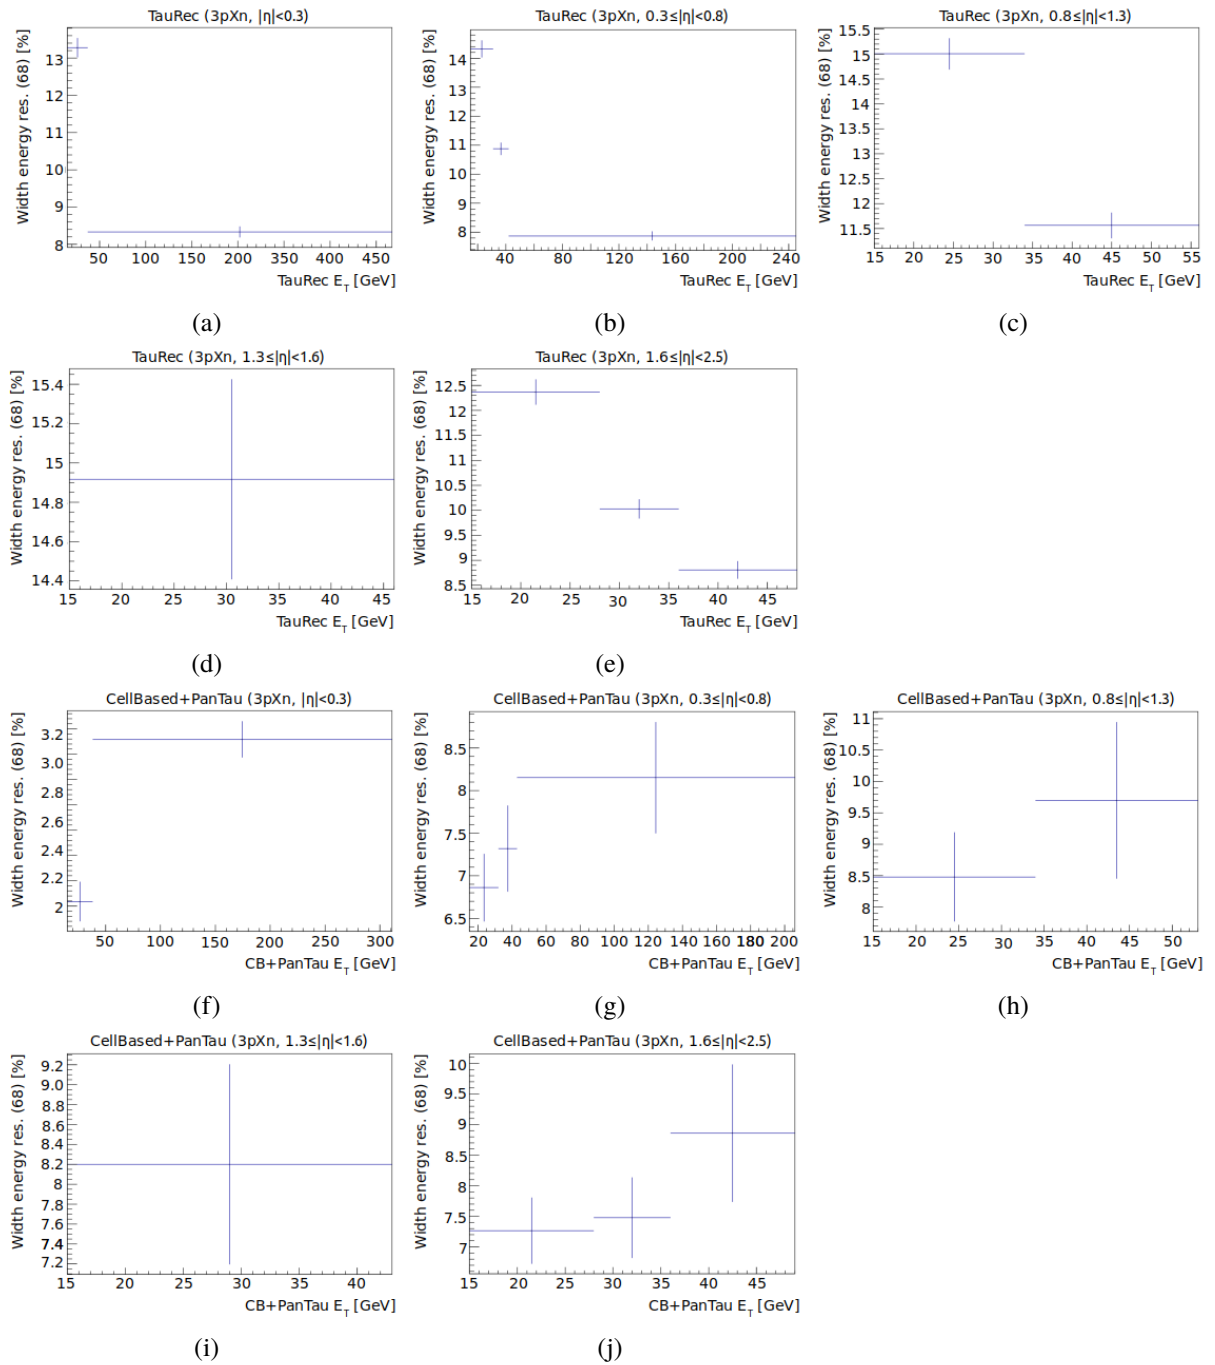 TauRec (3pXn, |η|<0.3)
Width energy res. (68) [%]
13
12
11
10
9
8
50 100 150 200 250 300 350 400 450
TauRec E_T [GeV]
(a)
TauRec (3pXn, 0.3≤|η|<0.8)
Width energy res. (68) [%]
14
13
12
11
10
9
8
40 80 120 160 200 240
TauRec E_T [GeV]
(b)
TauRec (3pXn, 0.8≤|η|<1.3)
Width energy res. (68) [%]
15.5
15
14.5
14
13.5
13
12.5
12
11.5
15 20 25 30 35 40 45 50 55
TauRec E_T [GeV]
(c)
TauRec (3pXn, 1.3≤|η|<1.6)
Width energy res. (68) [%]
15.4
15.2
15
14.8
14.6
14.4
15 20 25 30 35 40 45
TauRec E_T [GeV]
(d)
TauRec (3pXn, 1.6≤|η|<2.5)
Width energy res. (68) [%]
12.5
12
11.5
11
10.5
10
9.5
9
8.5
15 20 25 30 35 40 45
TauRec E_T [GeV]
(e)
CellBased+PanTau (3pXn, |η|<0.3)
Width energy res. (68) [%]
3.2
3.0
2.8
2.6
2.4
2.2
2
50 100 150 200 250 300
CB+PanTau E_T [GeV]
(f)
CellBased+PanTau (3pXn, 0.3≤|η|<0.8)
Width energy res. (68) [%]
8.5
8
7.5
7
6.5
20 40 60 80 100 120 140 160 180 200
CB+PanTau E_T [GeV]
(g)
CellBased+PanTau (3pXn, 0.8≤|η|<1.3)
Width energy res. (68) [%]
11
10.5
10
9.5
9
8.5
8
15 20 25 30 35 40 45 50
CB+PanTau E_T [GeV]
(h)
CellBased+PanTau (3pXn, 1.3≤|η|<1.6)
Width energy res. (68) [%]
9.2
9.0
8.8
8.6
8.4
8.2
8
7.8
7.6
7.4
7.2
15 20 25 30 35 40
CB+PanTau E_T [GeV]
(i)
CellBased+PanTau (3pXn, 1.6≤|η|<2.5)
Width energy res. (68) [%]
10
9.5
9
8.5
8
7.5
7
15 20 25 30 35 40 45
CB+PanTau E_T [GeV]
(j)